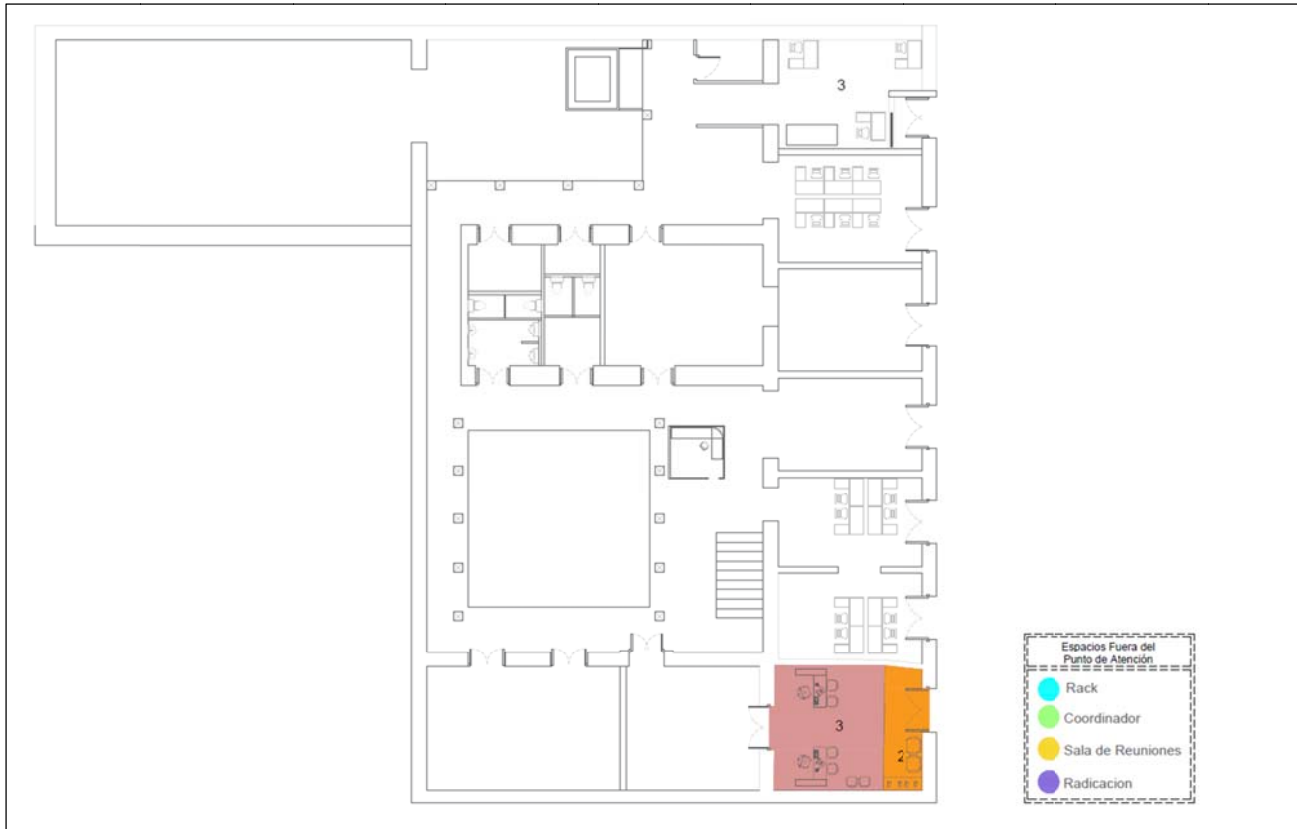 3
3
2
Espacios Fuera del
Punto de Atención
Rack
Coordinador
Sala de Reuniones
Radicacion